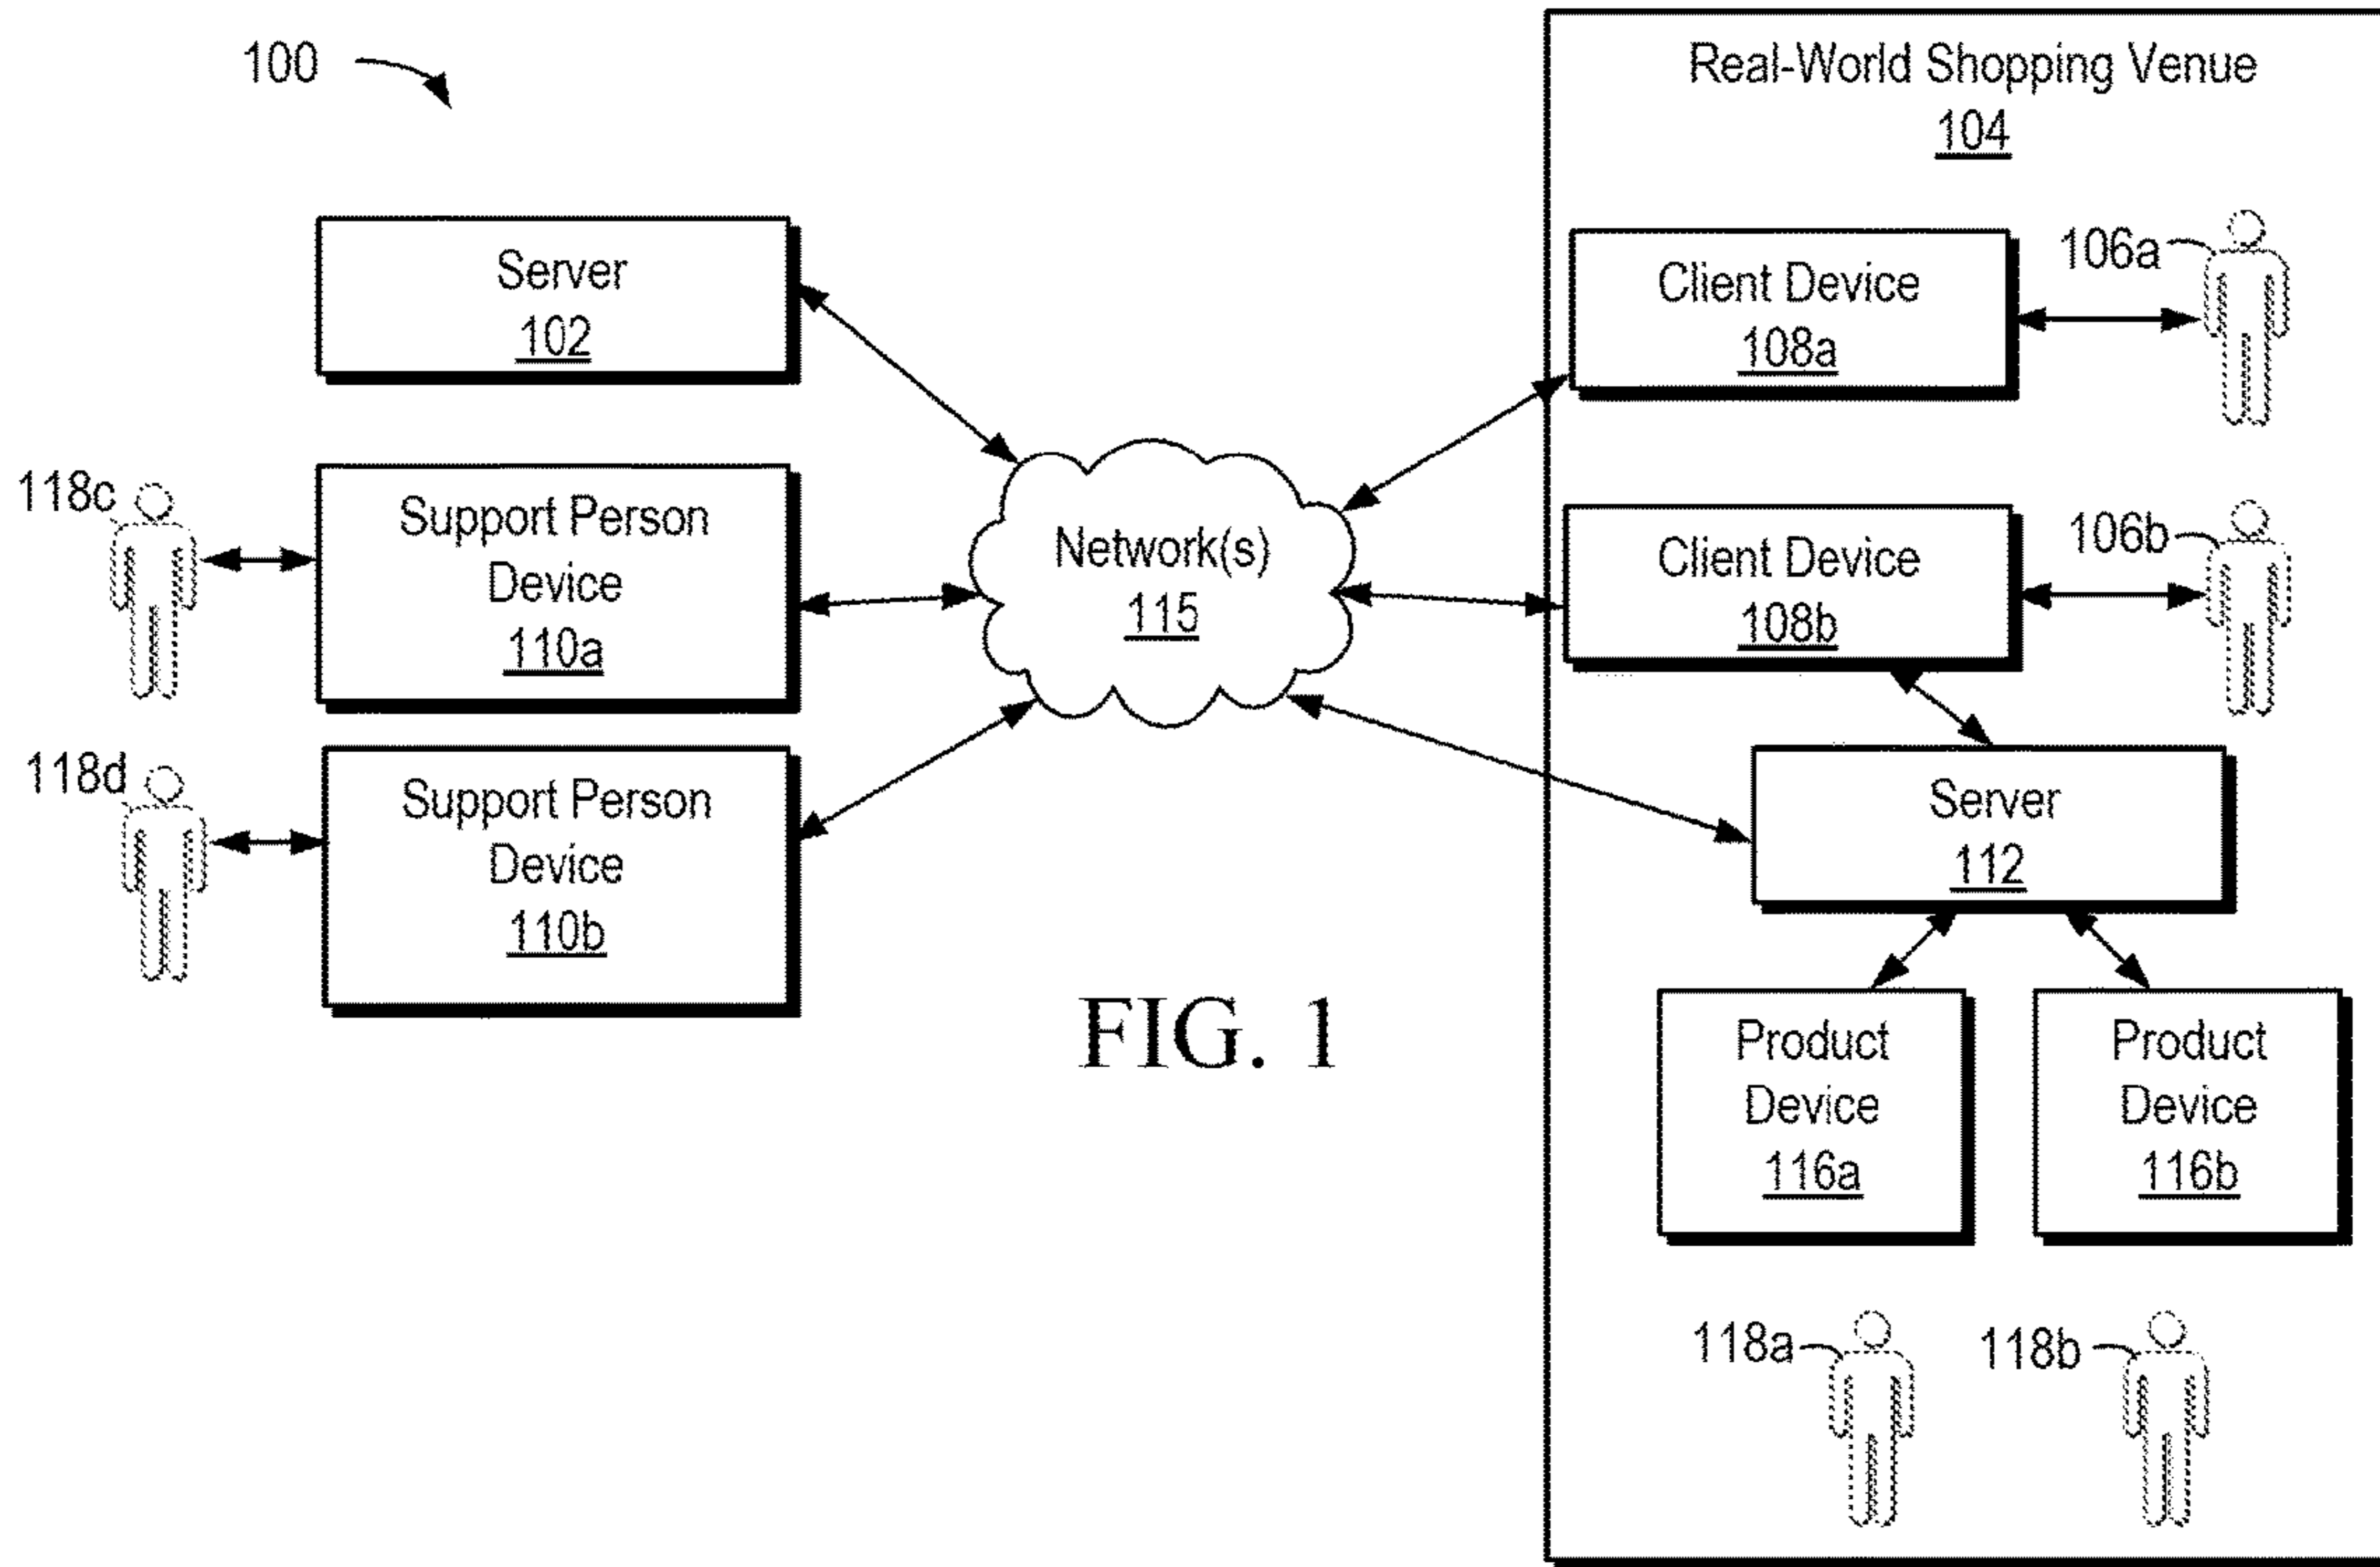 100
Real-World Shopping Venue
104
Server
102
Client Device
108a
106a
118c
Support Person
Device
110a
Network(s)
115
Client Device
108b
106b
118d
Support Person
Device
110b
Server
112
FIG. 1
Product
Device
116a
Product
Device
116b
118a
118b